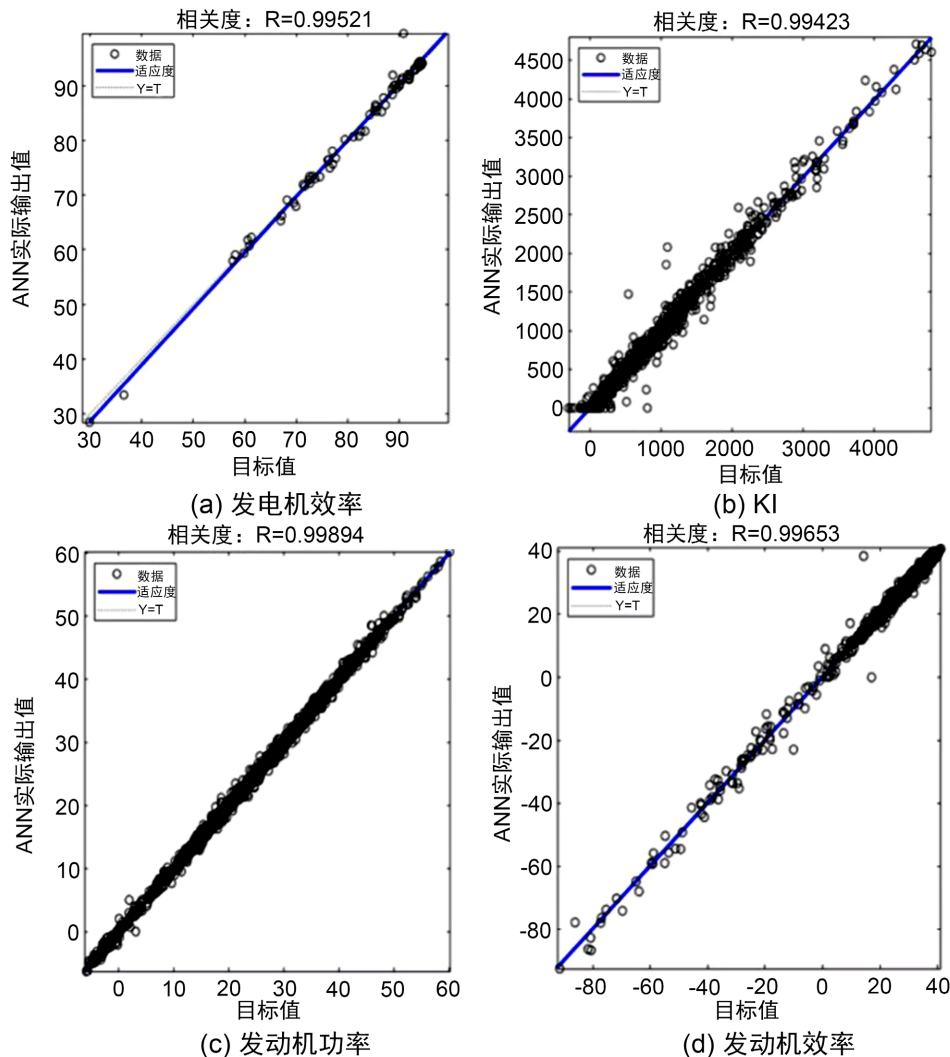 相关度：R=0.99521
数据
适应度
Y=T
90
80
70
60
50
40
30
ANN实际输出值
30 40 50 60 70 80 90
目标值
(a) 发电机效率
相关度：R=0.99423
数据
适应度
Y=T
4500
4000
3500
3000
2500
2000
1500
1000
500
0
ANN实际输出值
0 1000 2000 3000 4000
目标值
(b) KI
相关度：R=0.99894
数据
适应度
Y=T
60
50
40
30
20
10
0
ANN实际输出值
0 10 20 30 40 50 60
目标值
(c) 发动机功率
相关度：R=0.99653
数据
适应度
Y=T
40
20
0
-20
-40
-60
-80
ANN实际输出值
-80 -60 -40 -20 0 20 40
目标值
(d) 发动机效率